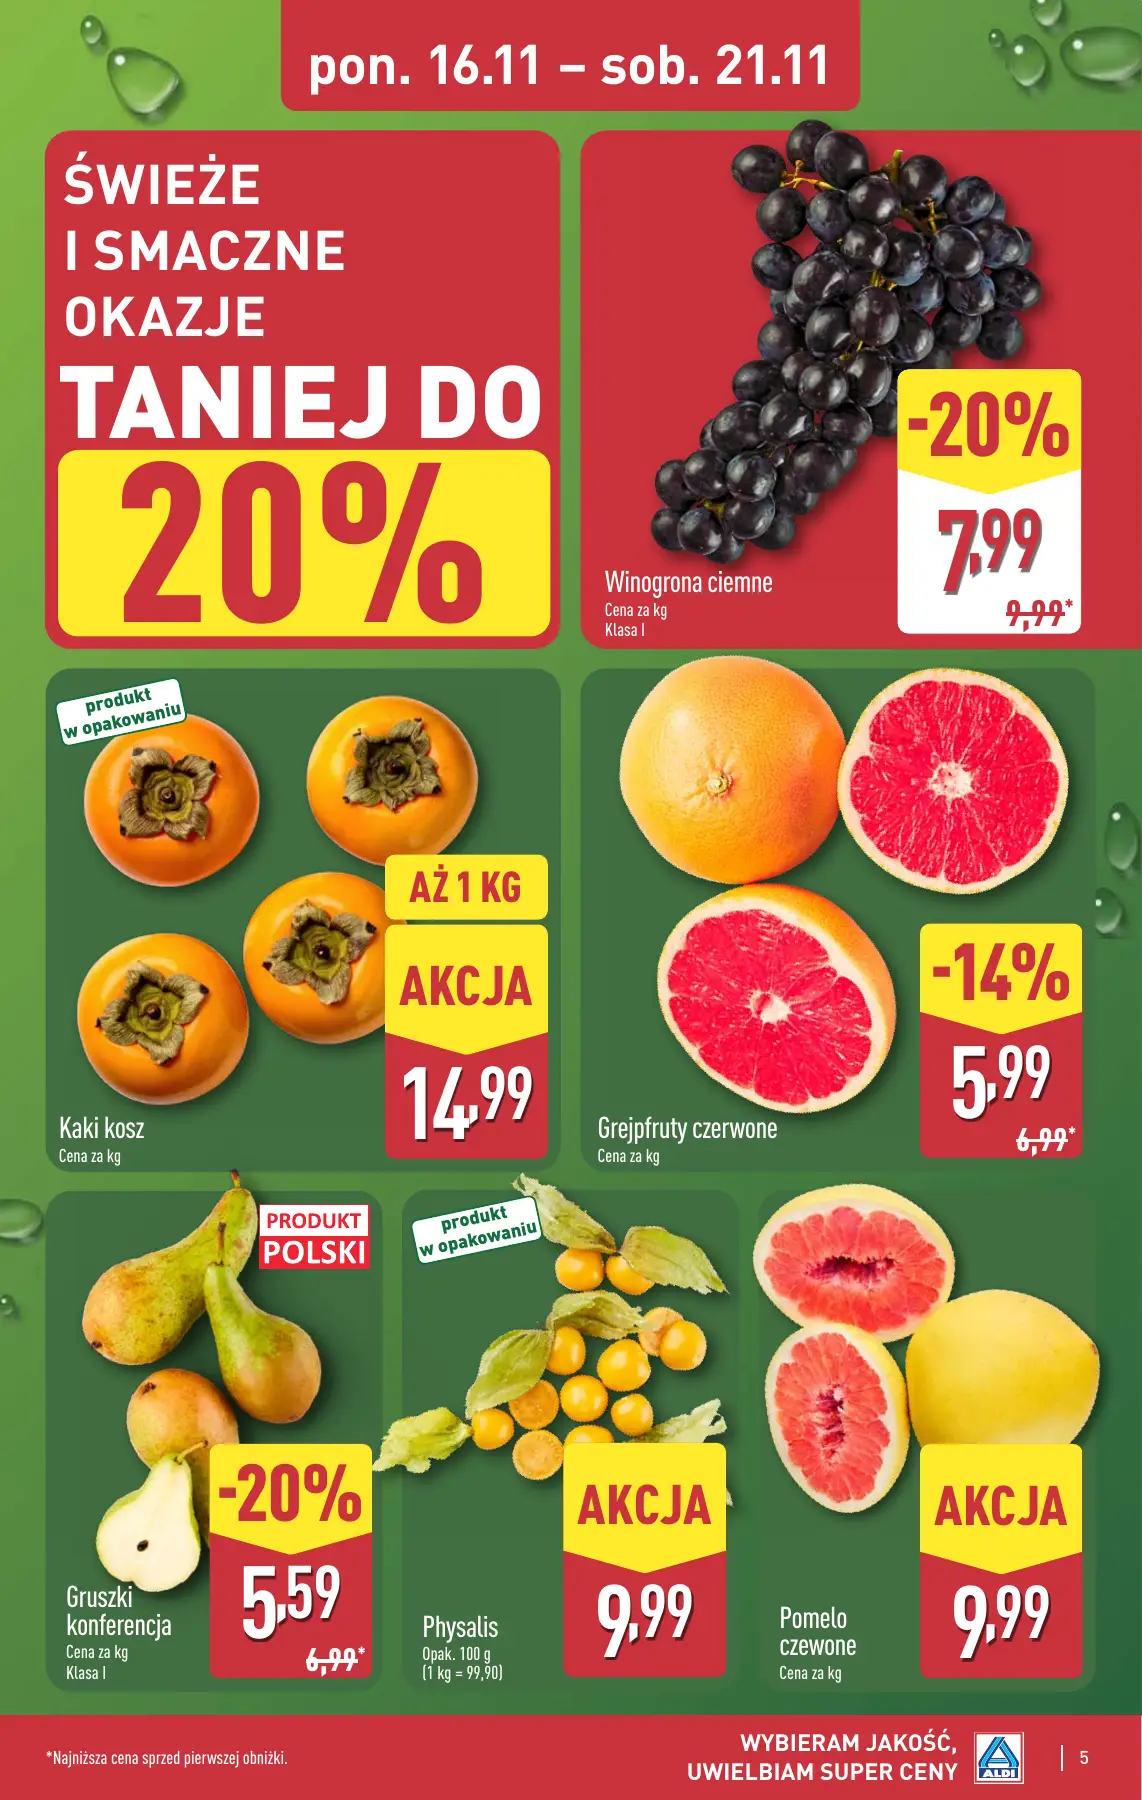 pon. 16.11 – sob. 21.11
ŚWIEŻE
I SMACZNE
OKAZJE
TANIEJ DO
20%
-20%
7,99
9,99*
Winogrona ciemne
Cena za kg
Klasa I
produkt
w opakowaniu
AŻ 1 KG
AKCJA
14,99
Kaki kosz
Cena za kg
-14%
5,99
6,99*
Grejpfruty czerwone
Cena za kg
PRODUKT
POLSKI
-20%
5,59
6,99*
Gruszki
konferencja
Cena za kg
Klasa I
produkt
w opakowaniu
AKCJA
9,99
Physalis
Opak. 100 g
(1 kg = 99,90)
AKCJA
9,99
Pomelo
czewone
Cena za kg
*Najniższa cena sprzed pierwszej obniżki.
WYBIERAM JAKOŚĆ,
UWIELBIAM SUPER CENY
ALDI
5